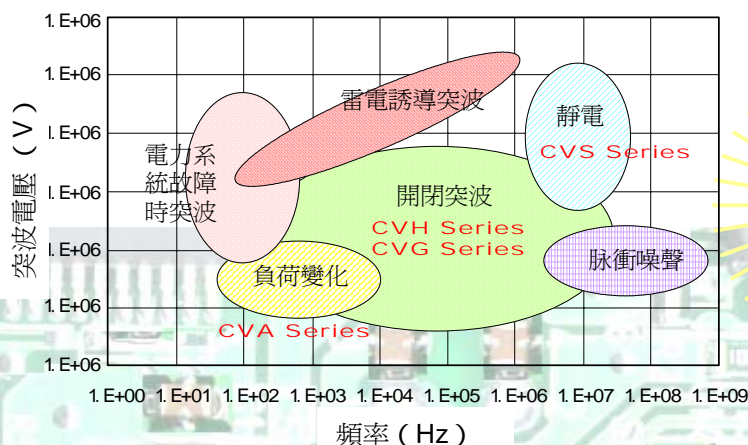 1.E+06
1.E+06
1.E+06
1.E+06
1.E+06
1.E+06
1.E+06
突波電壓 (V)
雷電誘導突波
靜電
CVS Series
電力系
統故障
時突波
開閉突波
CVH Series
CVG Series
脉衝噪聲
負荷變化
CVA Series
1.E+00 1.E+01 1.E+02 1.E+03 1.E+04 1.E+05 1.E+06 1.E+07 1.E+08 1.E+09
頻率 (Hz)